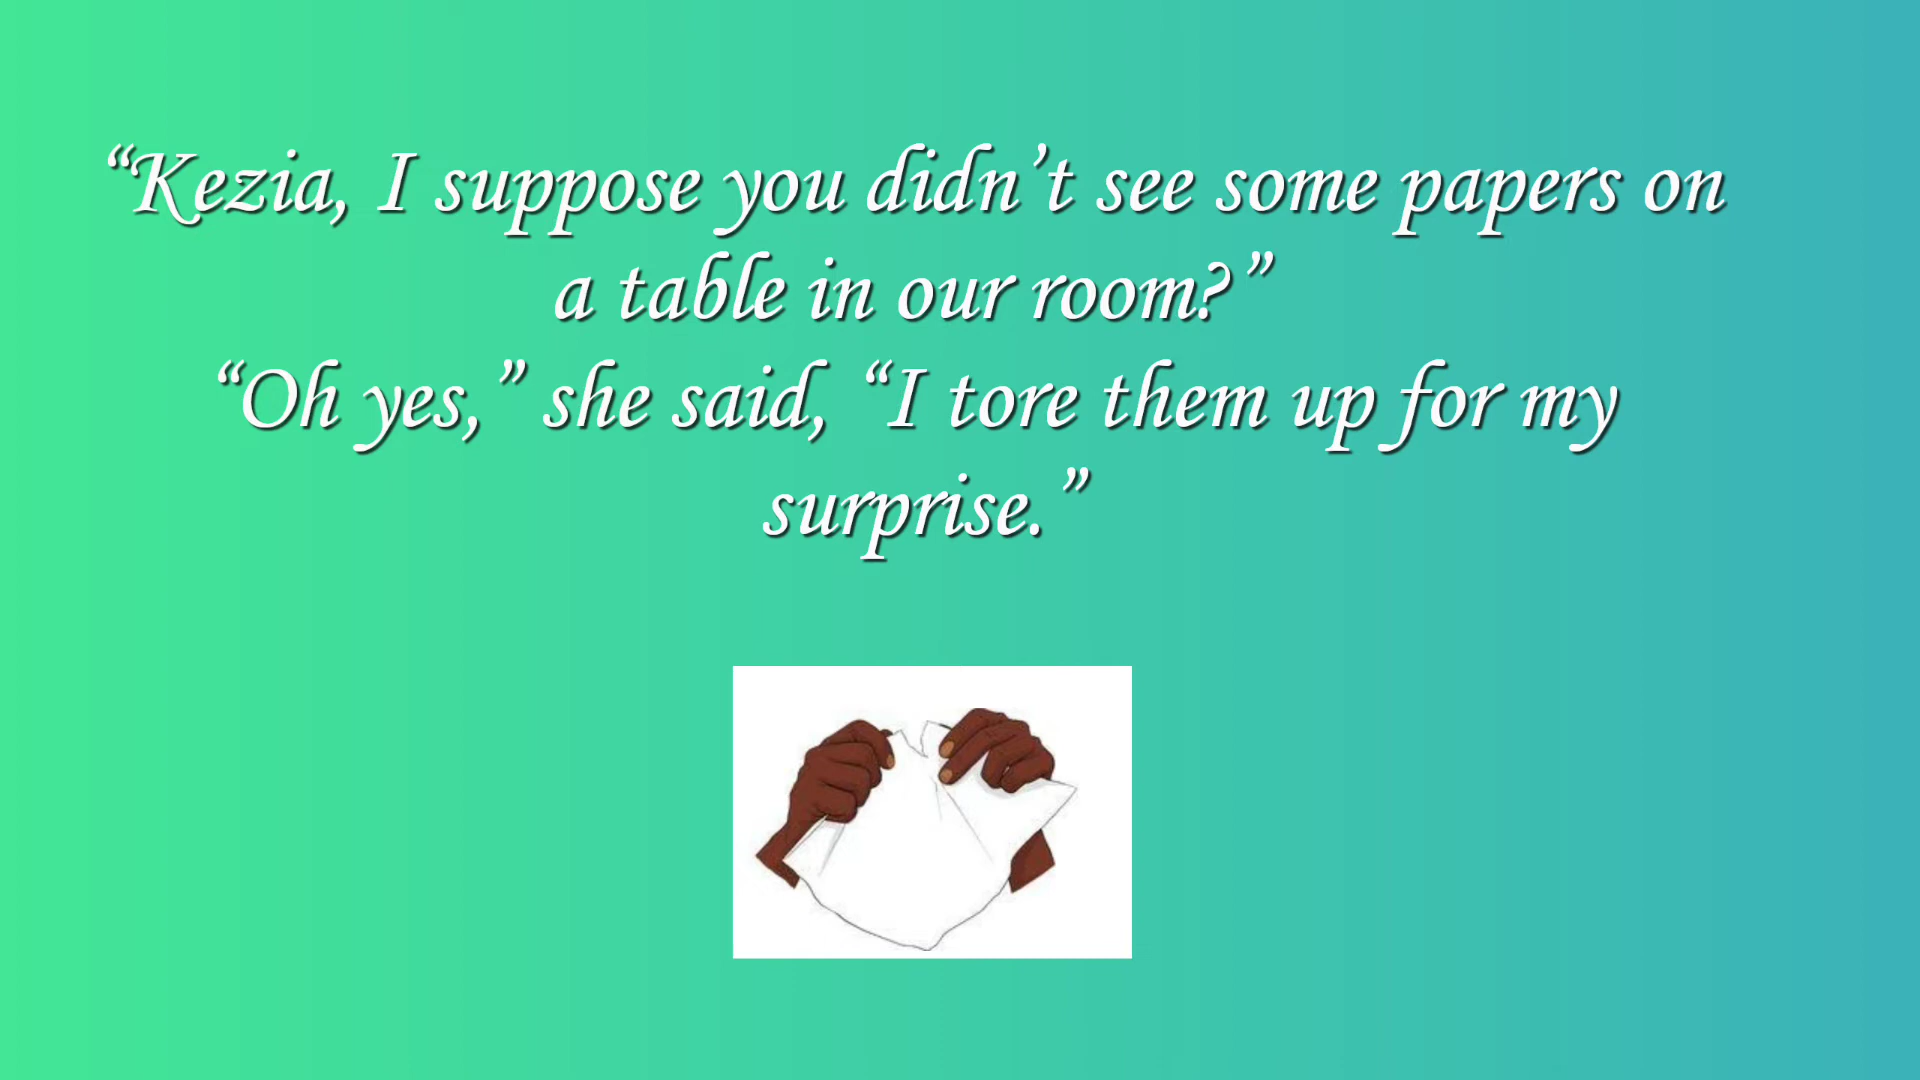 “Kezia, I suppose you didn’t see some papers on
a table in our room?”
“Oh yes,” she said, “I tore them up for my
surprise.”